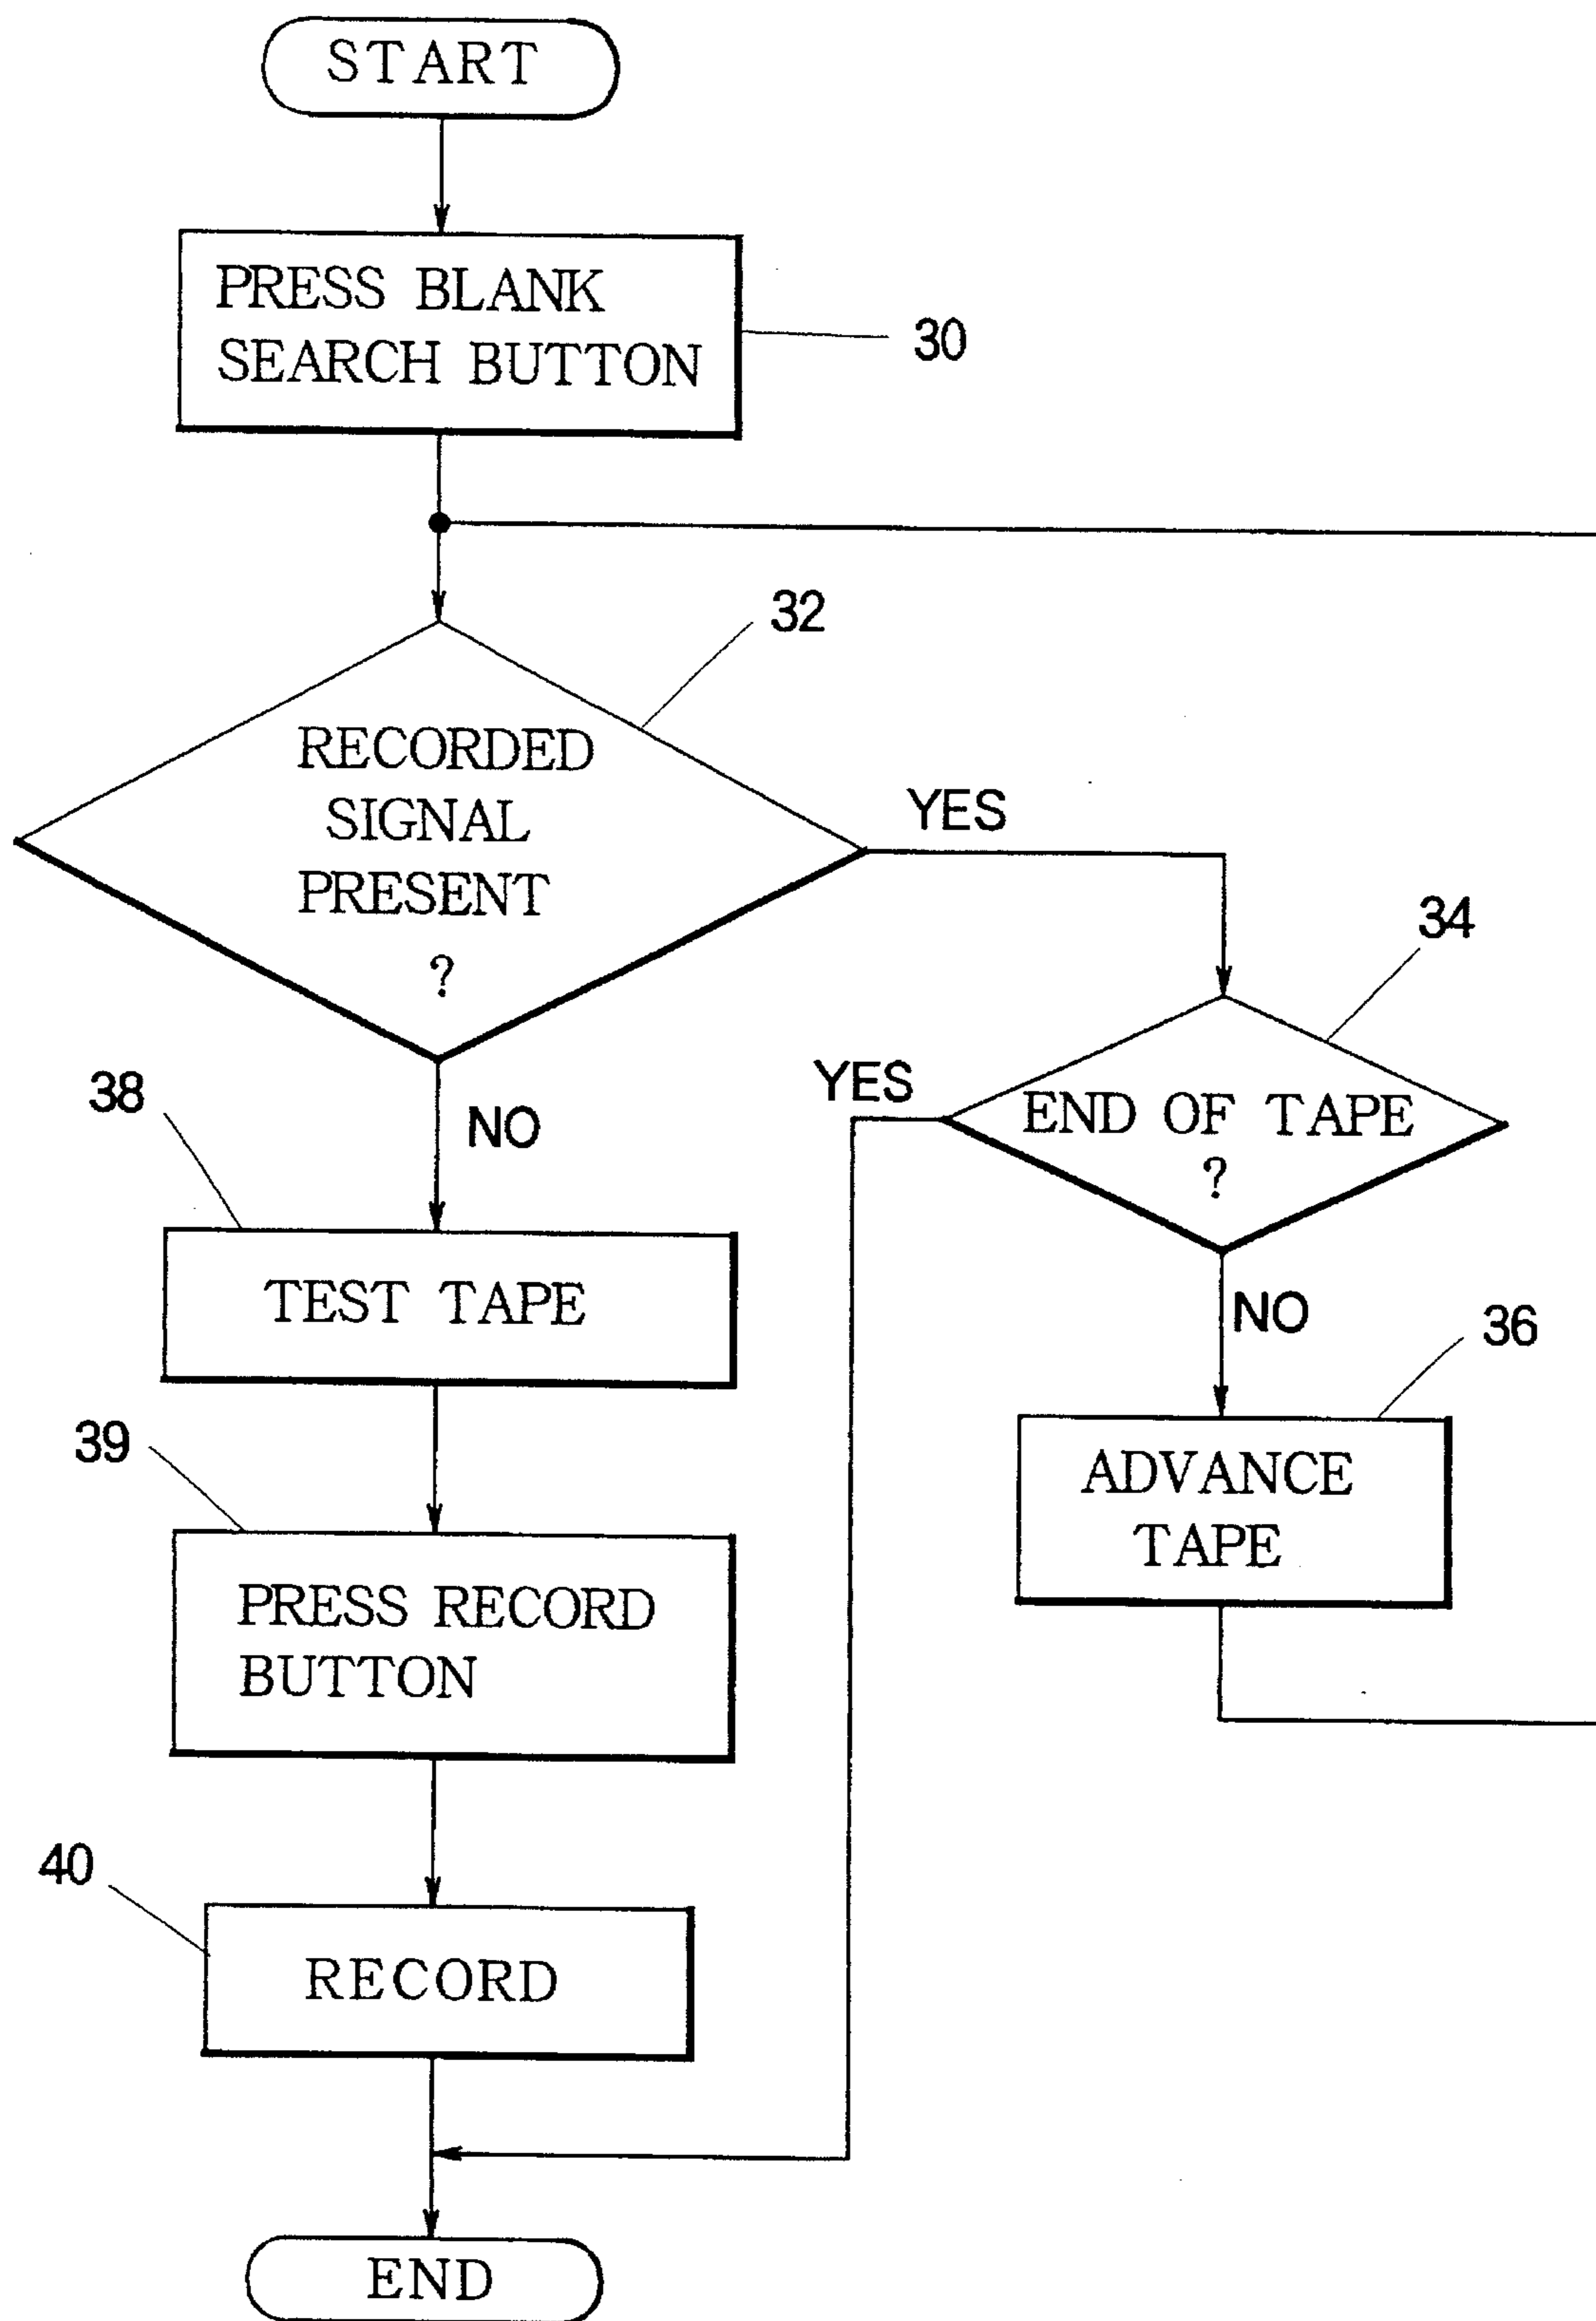 START
PRESS BLANK
SEARCH BUTTON
30
32
RECORDED
SIGNAL
PRESENT
?
YES
34
END OF TAPE
?
YES
NO
36
ADVANCE
TAPE
NO
38
TEST TAPE
39
PRESS RECORD
BUTTON
40
RECORD
END